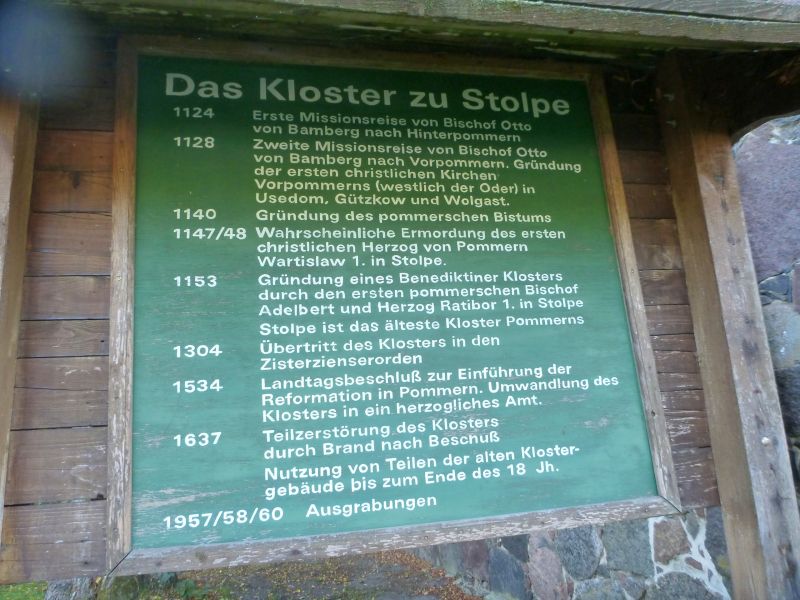 Das Kloster zu Stolpe
1124 Erste Missionsreise von Bischof Otto
von Bamberg nach Hinterpommern
1128 Zweite Missionsreise von Bischof Otto
von Bamberg nach Vorpommern. Gründung
der ersten christlichen Kirchen
Vorpommerns (westlich der Oder) in
Usedom, Gützkow und Wolgast.
1140 Gründung des pommerschen Bistums
1147/48 Wahrscheinliche Ermordung des ersten
christlichen Herzog von Pommern
Wartislaw 1. in Stolpe.
1153 Gründung eines Benediktiner Klosters
durch den ersten pommerschen Bischof
Adelbert und Herzog Ratibor 1. in Stolpe
Stolpe ist das älteste Kloster Pommerns
1304 Übertritt des Klosters in den
Zisterzienserorden
1534 Landtagsbeschluß zur Einführung der
Reformation in Pommern. Umwandlung des
Klosters in ein herzogliches Amt.
1637 Teilzerstörung des Klosters
durch Brand nach Beschuß
Nutzung von Teilen der alten Kloster-
gebäude bis zum Ende des 18 Jh.
1957/58/60 Ausgrabungen